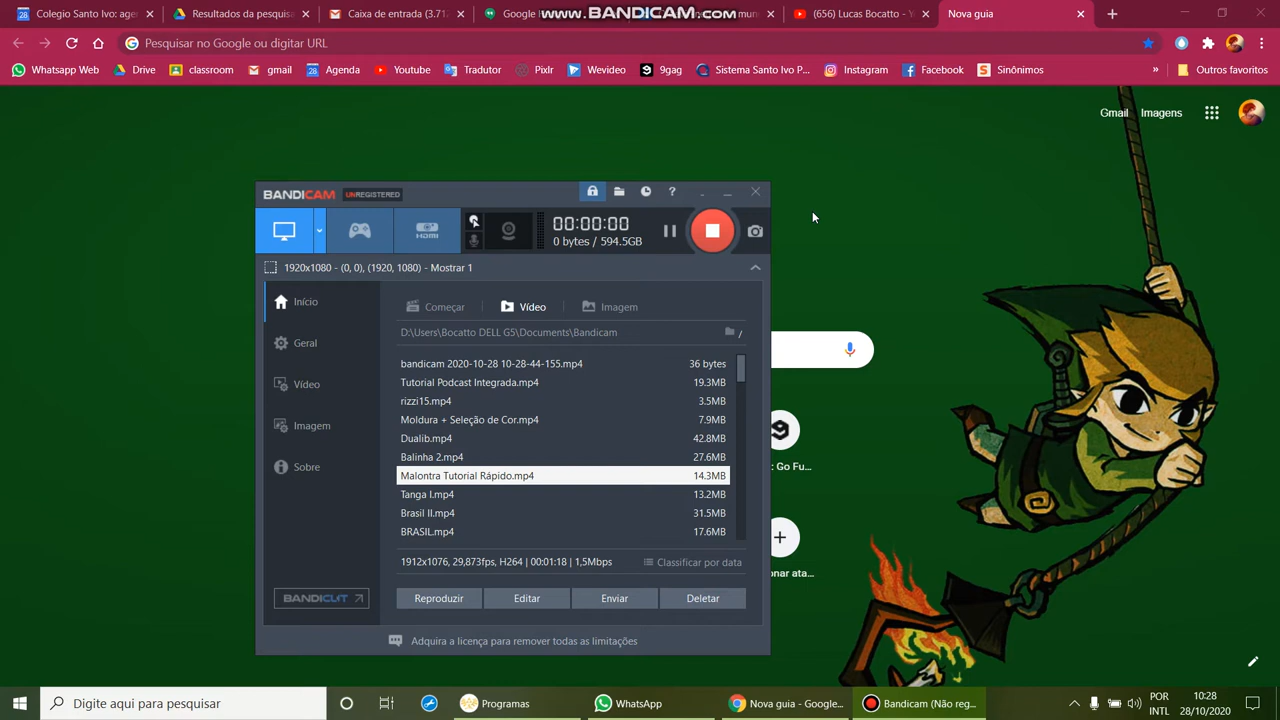 Colegio Santo Ivo: agen
Resultados da pesquisa
Caixa de entrada (3.71
Google
www.BANDICAM.com
(656) Lucas Bocatto - Y
Nova guia
Pesquisar no Google ou digitar URL
Whatsapp Web
Drive
classroom
gmail
Agenda
Youtube
Tradutor
Pixlr
Wevideo
9gag
Sistema Santo Ivo P...
Instagram
Facebook
Sinônimos
»
Outros favoritos
Gmail Imagens
BANDICAM UNREGISTERED
HDMI
00:00:00
0 bytes / 594.5GB
1920x1080 - (0, 0), (1920, 1080) - Mostrar 1
Início
Geral
Vídeo
Imagem
Sobre
BANDICUT
Começar
Vídeo
Imagem
D:\Users\Bocatto DELL G5\Documents\Bandicam
/
bandicam 2020-10-28 10-28-44-155.mp4 36 bytes
Tutorial Podcast Integrada.mp4 19.3MB
rizzi15.mp4 3.5MB
Moldura + Seleção de Cor.mp4 7.9MB
Dualib.mp4 42.8MB
Balinha 2.mp4 27.6MB
Malontra Tutorial Rápido.mp4 14.3MB
Tanga I.mp4 13.2MB
Brasil II.mp4 31.5MB
BRASIL.mp4 17.6MB
1912x1076, 29,873fps, H264 | 00:01:18 | 1,5Mbps
Classificar por data
Reproduzir
Editar
Enviar
Deletar
Adquira a licença para remover todas as limitações
: Go Fu...
onar ata...
Digite aqui para pesquisar
Programas
WhatsApp
Nova guia - Google...
Bandicam (Não reg...
POR
INTL
10:28
28/10/2020